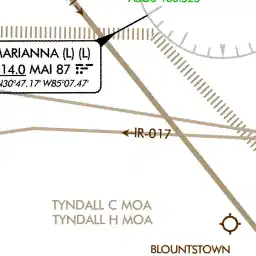 MARIANNA (L) (L)
114.0 MAI 87
N30°47.17' W85°07.47'
IR-017
TYNDALL C MOA
TYNDALL H MOA
BLOUNTSTOWN